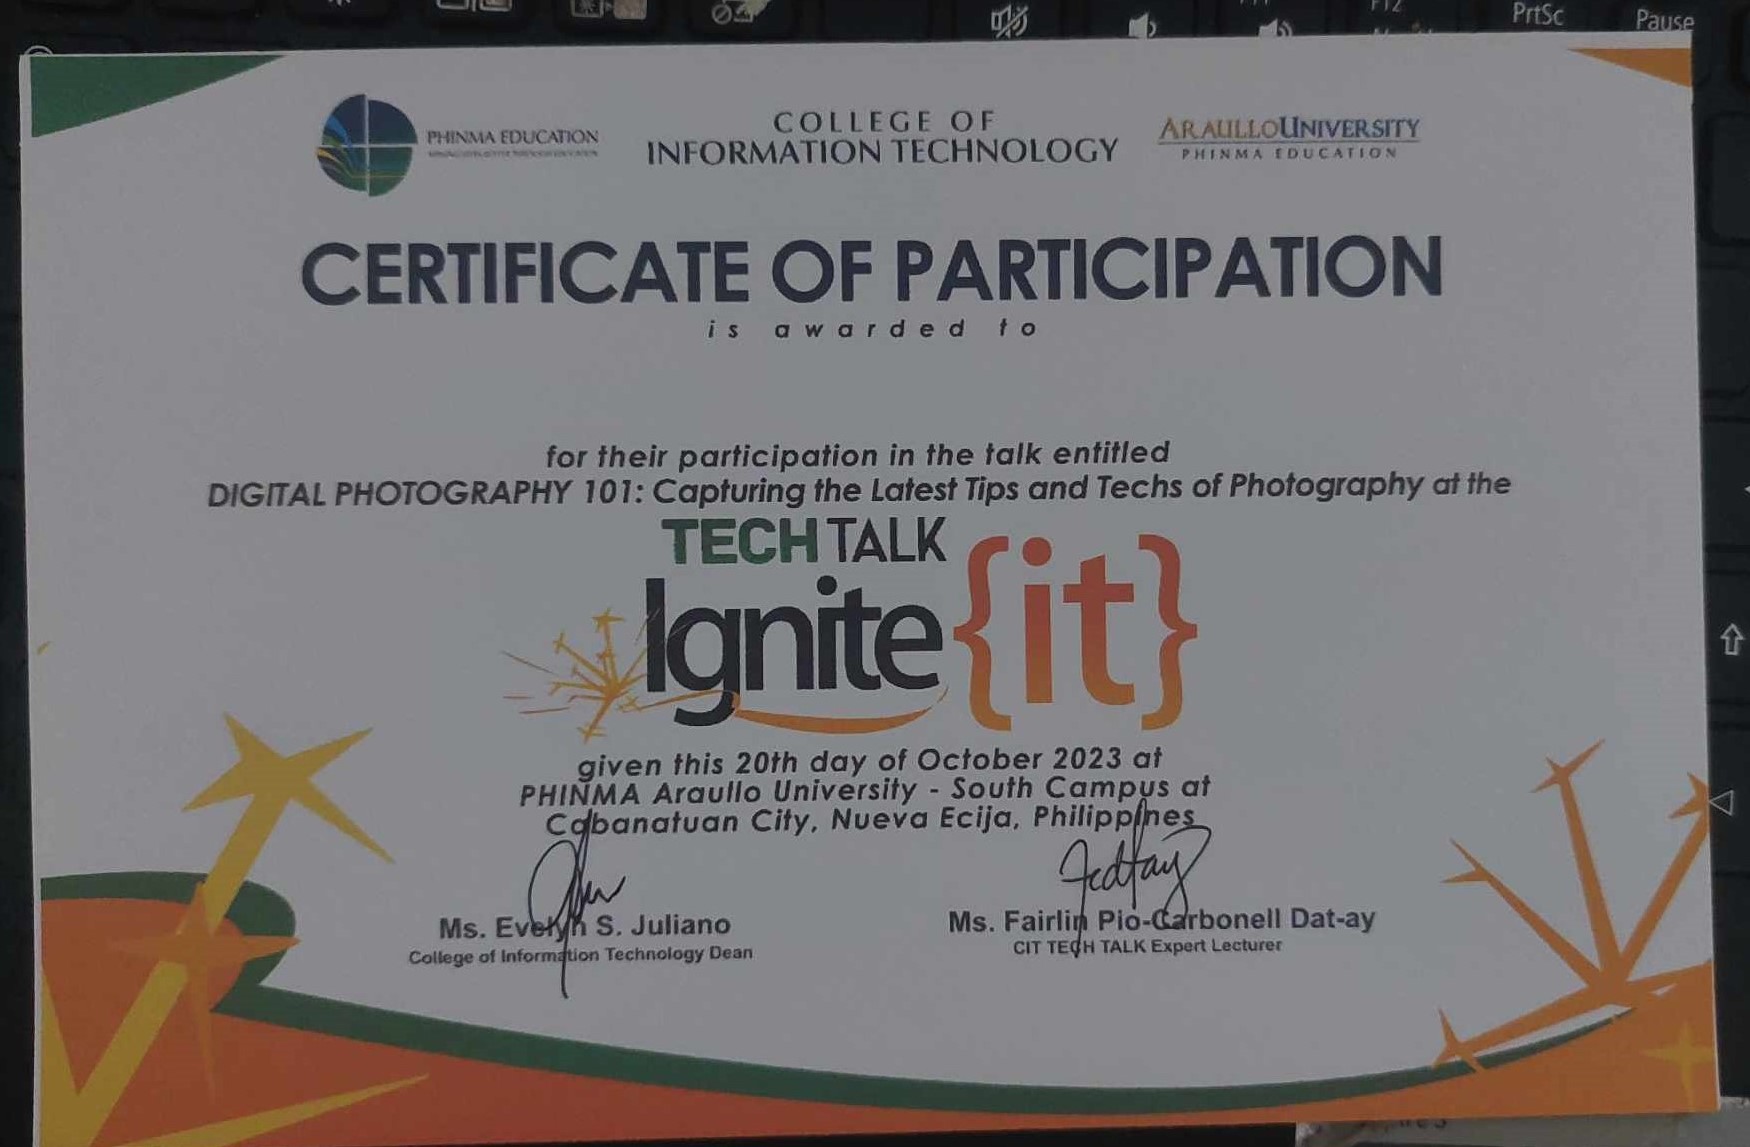 PrtSc
Pause
PHINMA EDUCATION
COLLEGE OF
INFORMATION TECHNOLOGY
ARAULLOUNIVERSITY
PHINMA EDUCATION
CERTIFICATE OF PARTICIPATION
is awarded to
for their participation in the talk entitled
DIGITAL PHOTOGRAPHY 101: Capturing the Latest Tips and Techs of Photography at the
TECHTALK
Ignite{it}
given this 20th day of October 2023 at
PHINMA Araullo University - South Campus at
Cabanatuan City, Nueva Ecija, Philippines
Ms. Evelyn S. Juliano
College of Information Technology Dean
Ms. Fairlin Pio-Carbonell Dat-ay
CIT TECH TALK Expert Lecturer